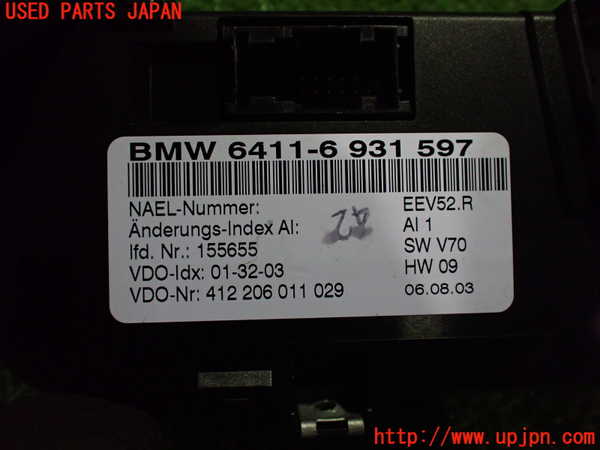 USED PARTS JAPAN
BMW 6411-6 931 597
NAEL-Nummer: EEV52.R
Änderungs-Index AI: AI 1
lfd. Nr.: 155655 SW V70
VDO-Idx: 01-32-03 HW 09
VDO-Nr: 412 206 011 029 06.08.03
http://www.upjpn.com/